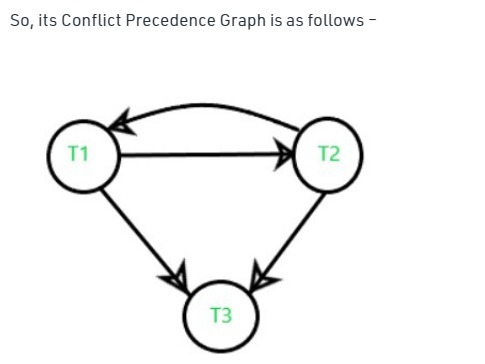 So, its Conflict Precedence Graph is as follows –
T1 T2
T3